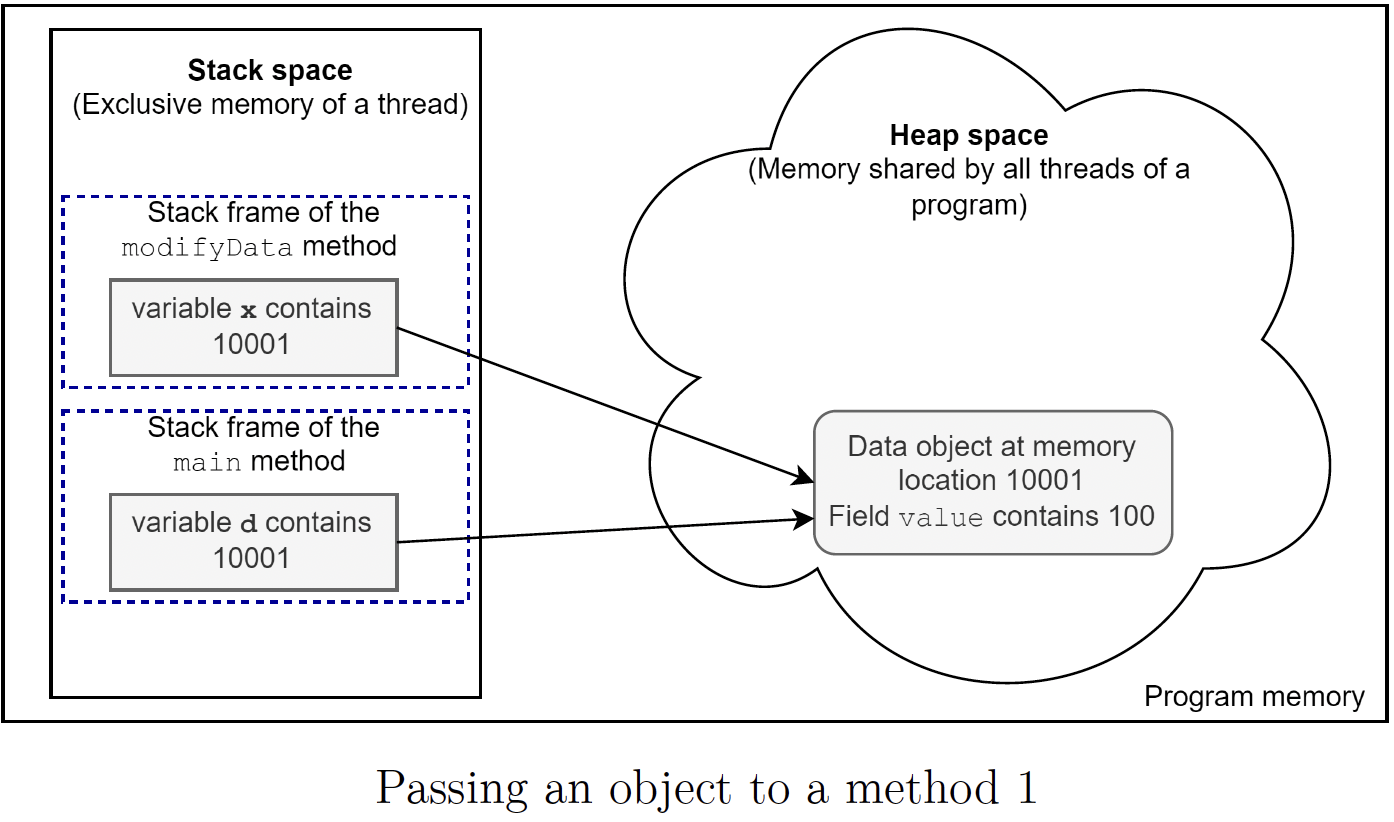 Stack space
(Exclusive memory of a thread)
Stack frame of the
modifyData method
variable x contains
10001
Stack frame of the
main method
variable d contains
10001
Heap space
(Memory shared by all threads of a
program)
Data object at memory
location 10001
Field value contains 100
Program memory
Passing an object to a method 1